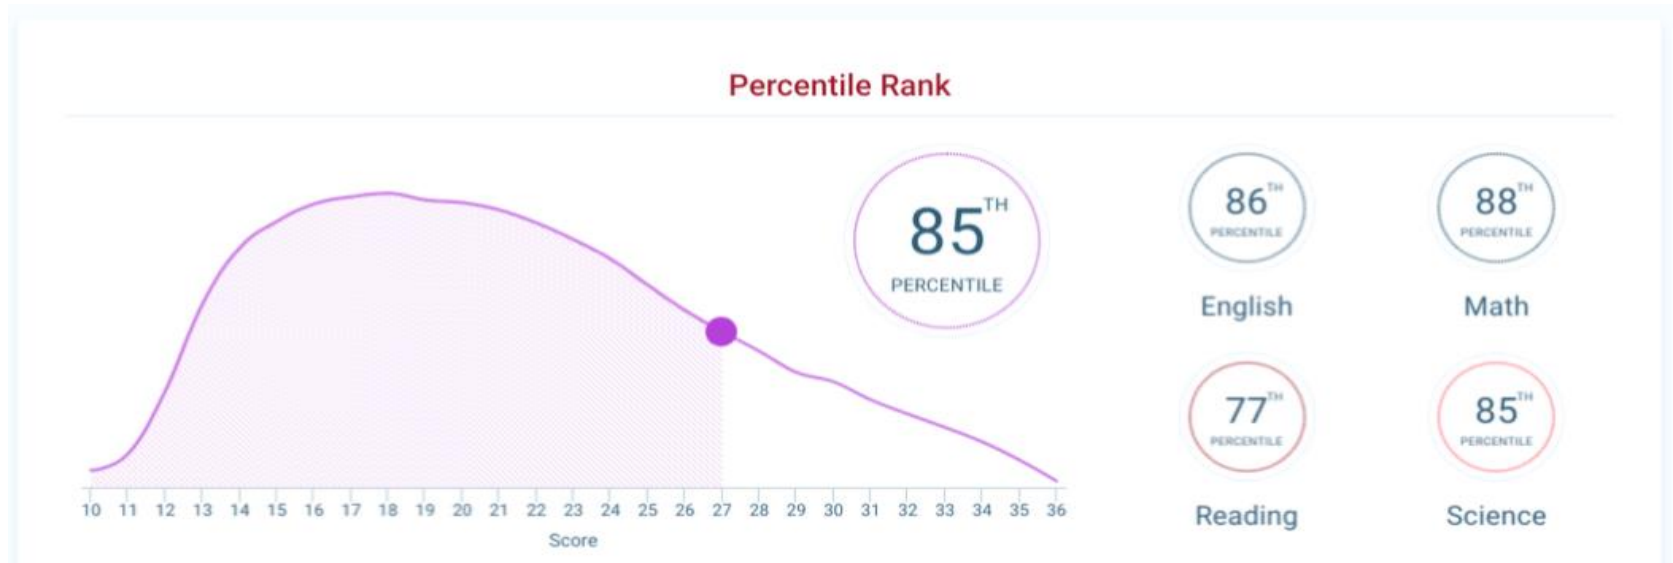 Percentile Rank
85TH
PERCENTILE
10 11 12 13 14 15 16 17 18 19 20 21 22 23 24 25 26 27 28 29 30 31 32 33 34 35 36
Score
86TH
PERCENTILE
English
88TH
PERCENTILE
Math
77TH
PERCENTILE
Reading
85TH
PERCENTILE
Science